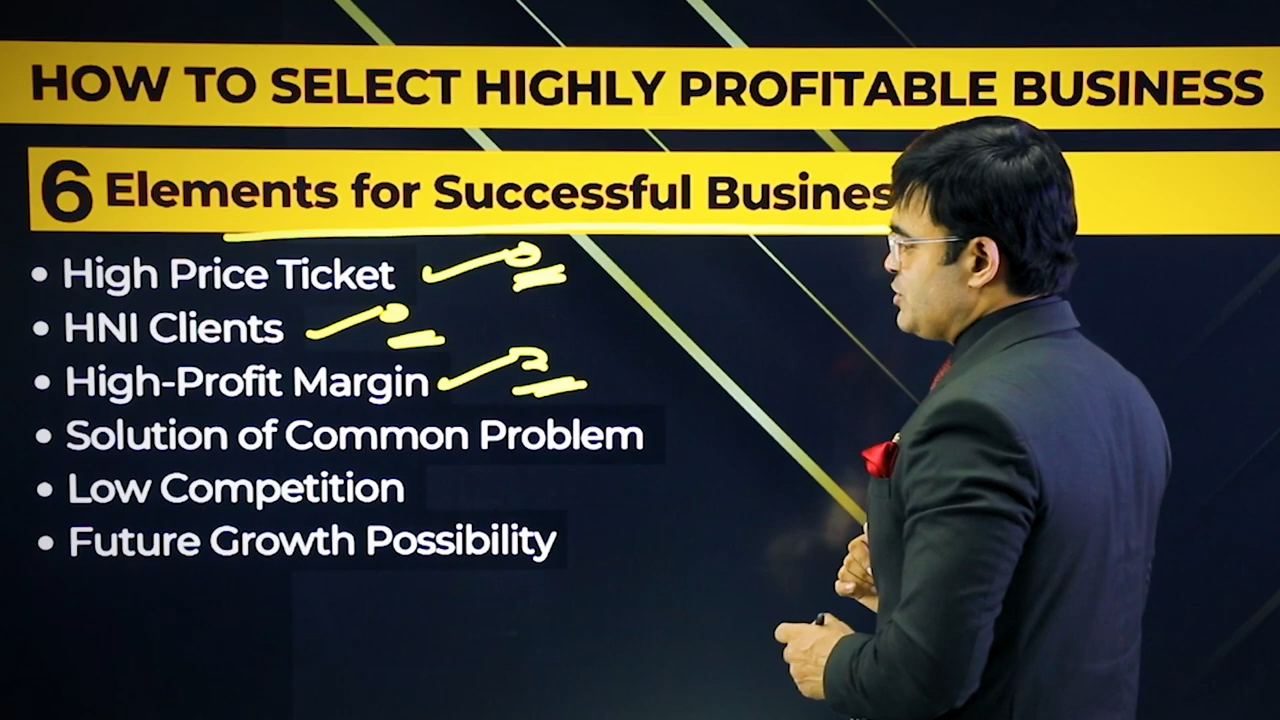 HOW TO SELECT HIGHLY PROFITABLE BUSINESS
6 Elements for Successful Busines
• High Price Ticket
• HNI Clients
• High-Profit Margin
• Solution of Common Problem
• Low Competition
• Future Growth Possibility